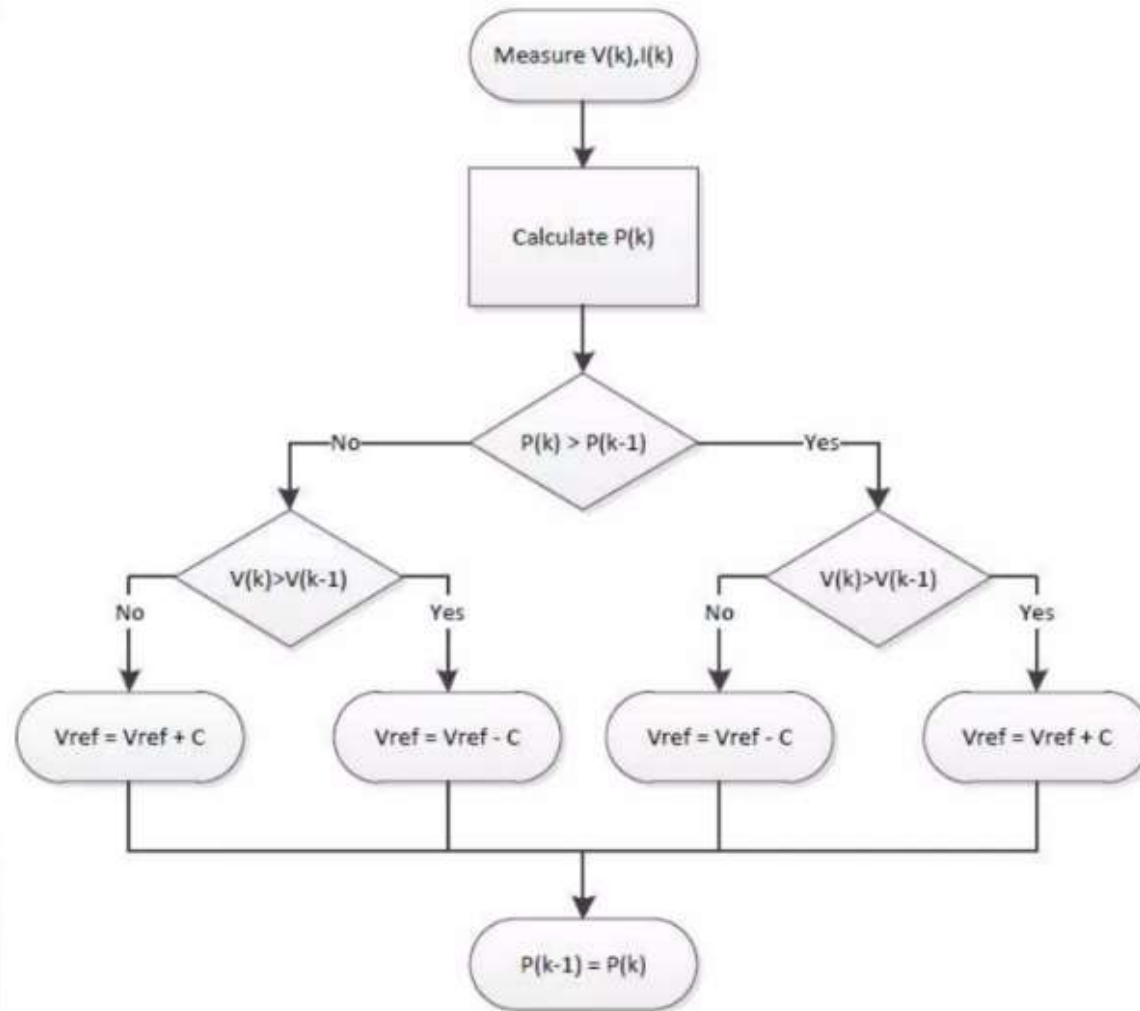 Measure V(k),I(k)
Calculate P(k)
P(k) > P(k-1)
No
Yes
V(k)>V(k-1)
V(k)>V(k-1)
No
Yes
No
Yes
Vref = Vref + C
Vref = Vref - C
Vref = Vref - C
Vref = Vref + C
P(k-1) = P(k)